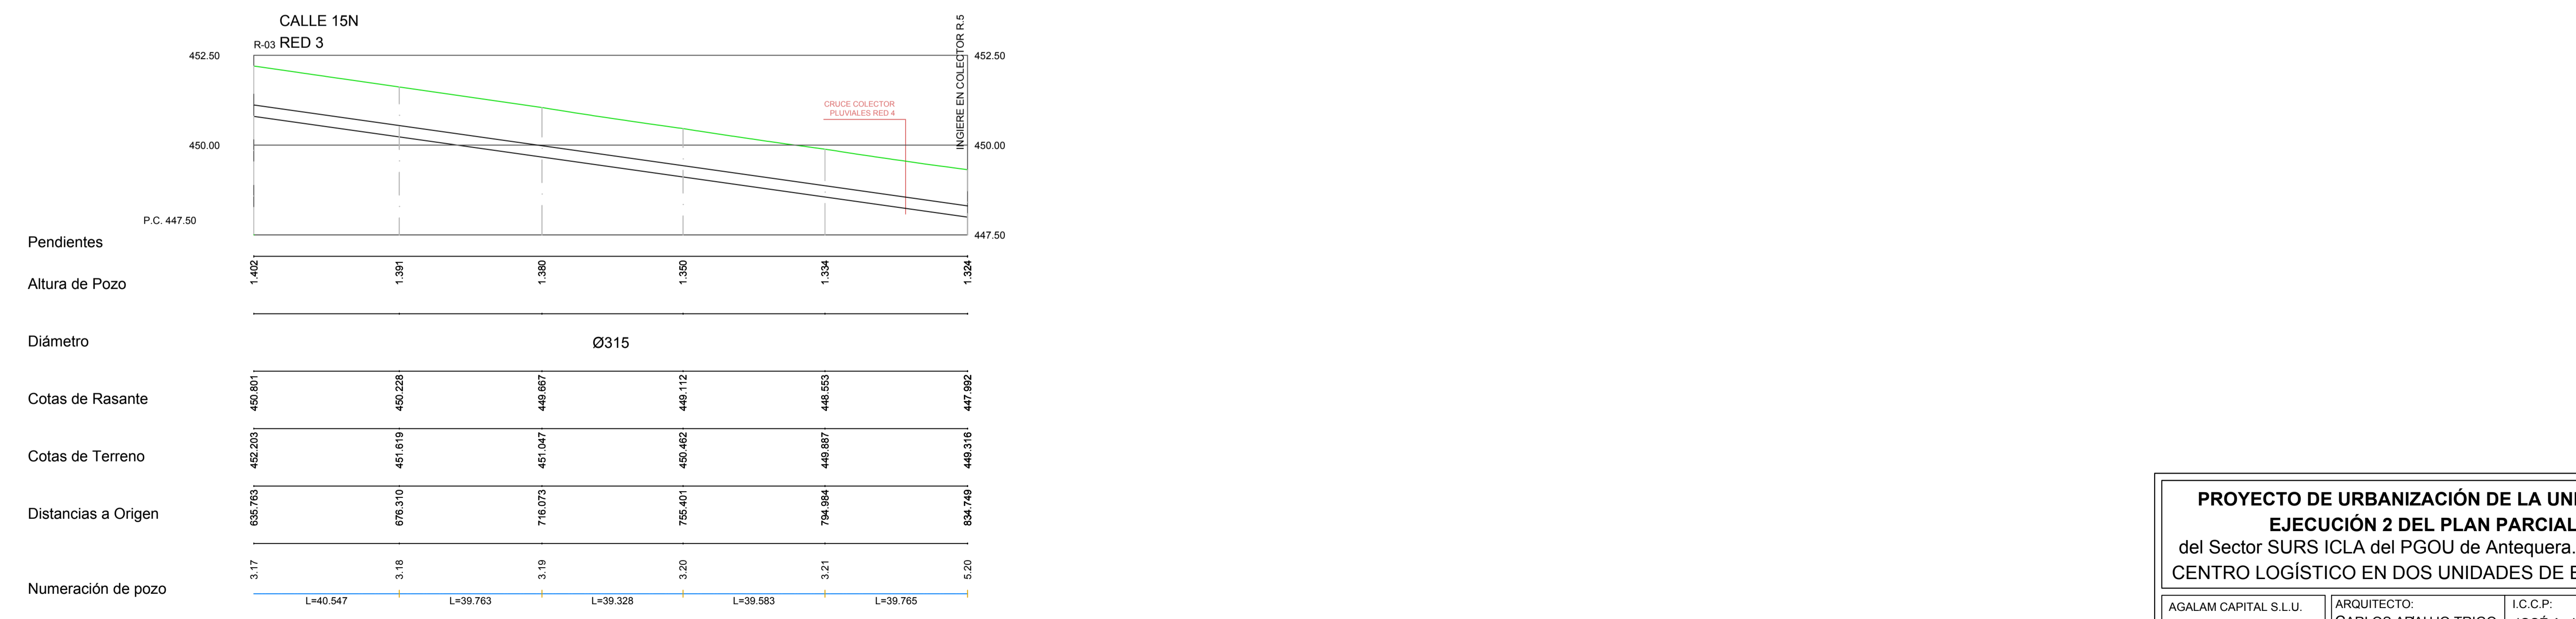 CALLE 15N
R-03 RED 3
INGIERE EN COLECTOR R.5
452.50
452.50
CRUCE COLECTOR
PLUVIALES RED 4
450.00
450.00
P.C. 447.50
447.50
Pendientes
Altura de Pozo
1.402
1.391
1.380
1.350
1.334
1.324
Diámetro
Ø315
Cotas de Rasante
450.801
450.228
449.667
449.112
448.553
447.992
Cotas de Terreno
452.203
451.619
451.047
450.462
449.887
449.316
Distancias a Origen
635.763
676.310
716.073
755.401
794.984
834.749
Numeración de pozo
3.17
3.18
3.19
3.20
3.21
5.20
L=40.547
L=39.763
L=39.328
L=39.583
L=39.765
PROYECTO DE URBANIZACIÓN DE LA UNI
EJECUCIÓN 2 DEL PLAN PARCIAL
del Sector SURS ICLA del PGOU de Antequera.
CENTRO LOGÍSTICO EN DOS UNIDADES DE E
AGALAM CAPITAL S.L.U.
ARQUITECTO:
I.C.C.P: